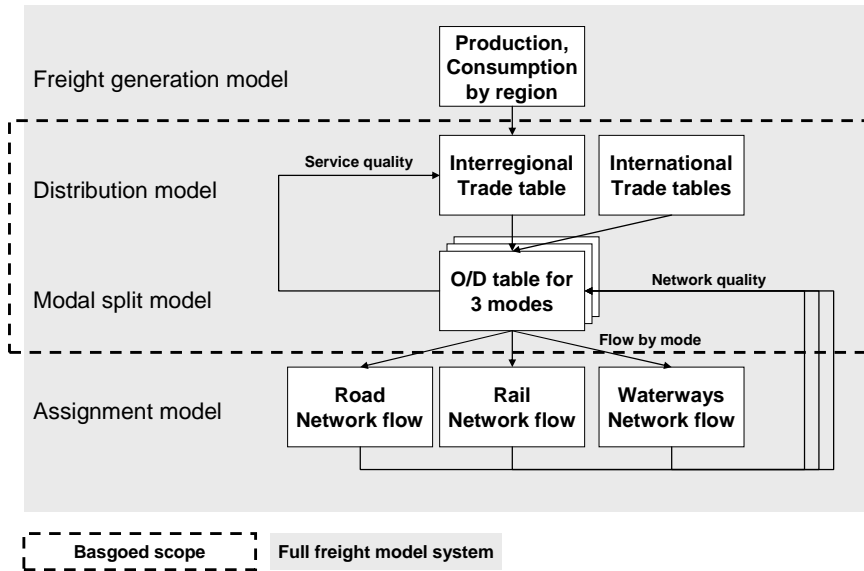 Production,
Consumption
by region
Freight generation model
Service quality
Interregional
Trade table
International
Trade tables
Distribution model
O/D table for
3 modes
Network quality
Modal split model
Flow by mode
Road
Network flow
Rail
Network flow
Waterways
Network flow
Assignment model
Basgoed scope
Full freight model system